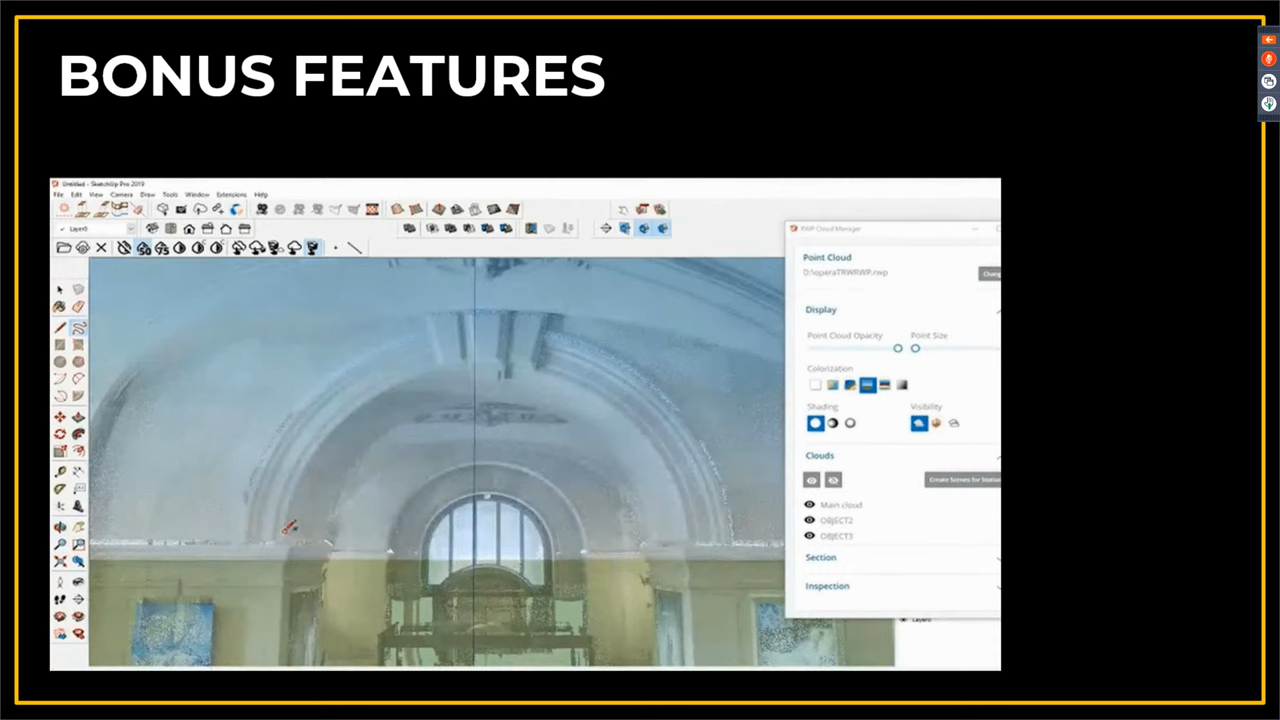 BONUS FEATURES
Untitled - SketchUp Pro 2019
File Edit View Camera Draw Tools Window Extensions Help
Layer0
RWP Cloud Manager
Point Cloud
D:\operaTRWRWP.rwp
Chang
Display
Point Cloud Opacity Point Size
Colorization
Shading Visibility
Clouds
Create Scenes for Station
Main cloud
OBJECT2
OBJECT3
Section
Inspection
Layer0